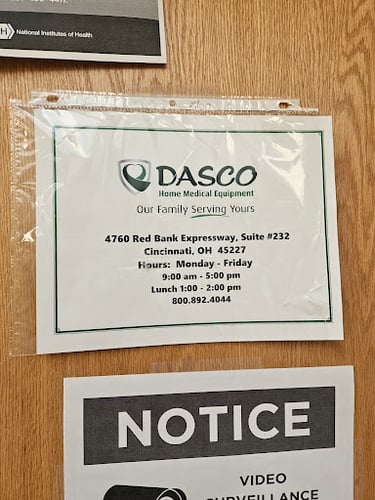 National Institutes of Health
DASCO
Home Medical Equipment
Our Family Serving Yours
4760 Red Bank Expressway, Suite #232
Cincinnati, OH 45227
Hours: Monday - Friday
9:00 am - 5:00 pm
Lunch 1:00 - 2:00 pm
800.892.4044
NOTICE
VIDEO
SURVEILLANCE